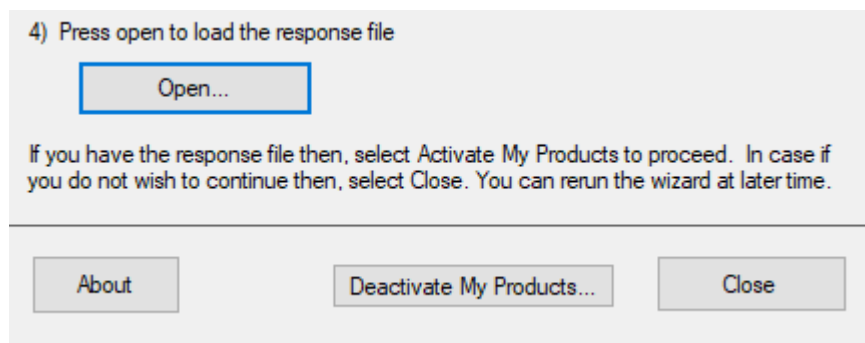 4) Press open to load the response file
Open...
If you have the response file then, select Activate My Products to proceed. In case if
you do not wish to continue then, select Close. You can rerun the wizard at later time.
About
Deactivate My Products...
Close